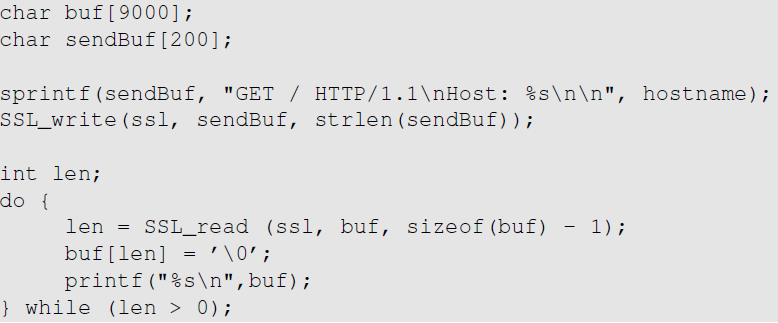 char buf[9000];
char sendBuf[200];
sprintf(sendBuf, "GET / HTTP/1.1\nHost: %s\n\n", hostname);
SSL_write(ssl, sendBuf, strlen(sendBuf));
int len;
do {
len = SSL_read (ssl, buf, sizeof(buf) - 1);
buf[len] = ’\0’;
printf("%s\n",buf);
} while (len > 0);